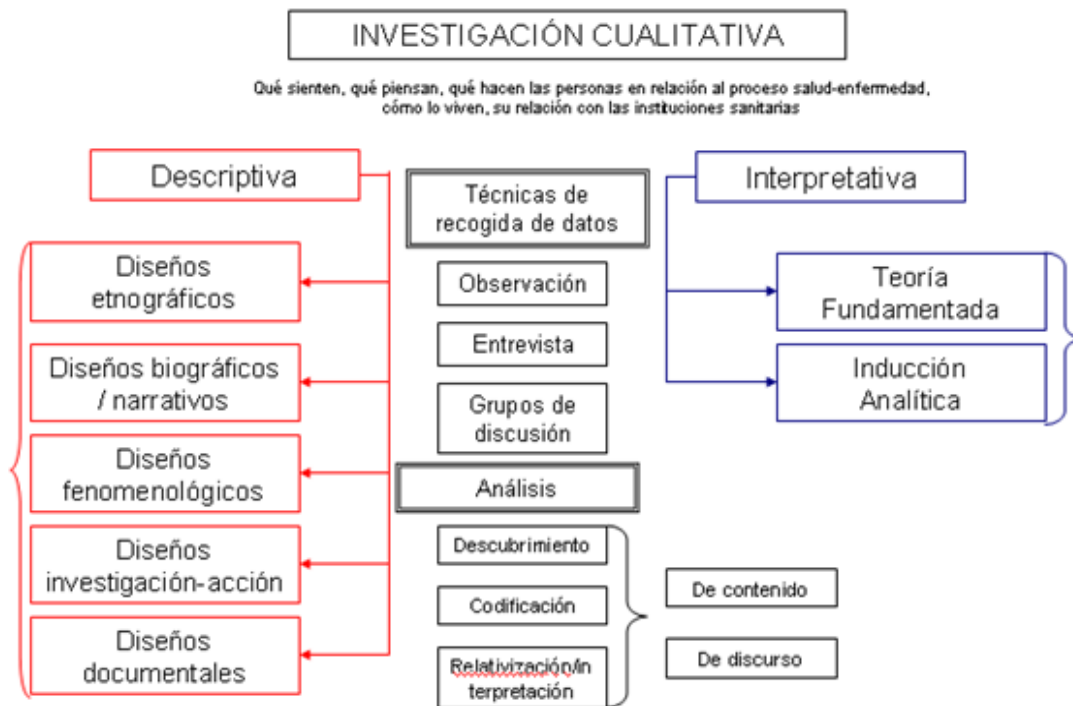 INVESTIGACIÓN CUALITATIVA
Qué sienten, qué piensan, qué hacen las personas en relación al proceso salud-enfermedad,
cómo lo viven, su relación con las instituciones sanitarias
Descriptiva
Diseños
etnográficos
Diseños biográficos
/ narrativos
Diseños
fenomenológicos
Diseños
investigación-acción
Diseños
documentales
Técnicas de
recogida de datos
Observación
Entrevista
Grupos de
discusión
Análisis
Descubrimiento
Codificación
Relativización/in
terpretación
De contenido
De discurso
Interpretativa
Teoría
Fundamentada
Inducción
Analítica